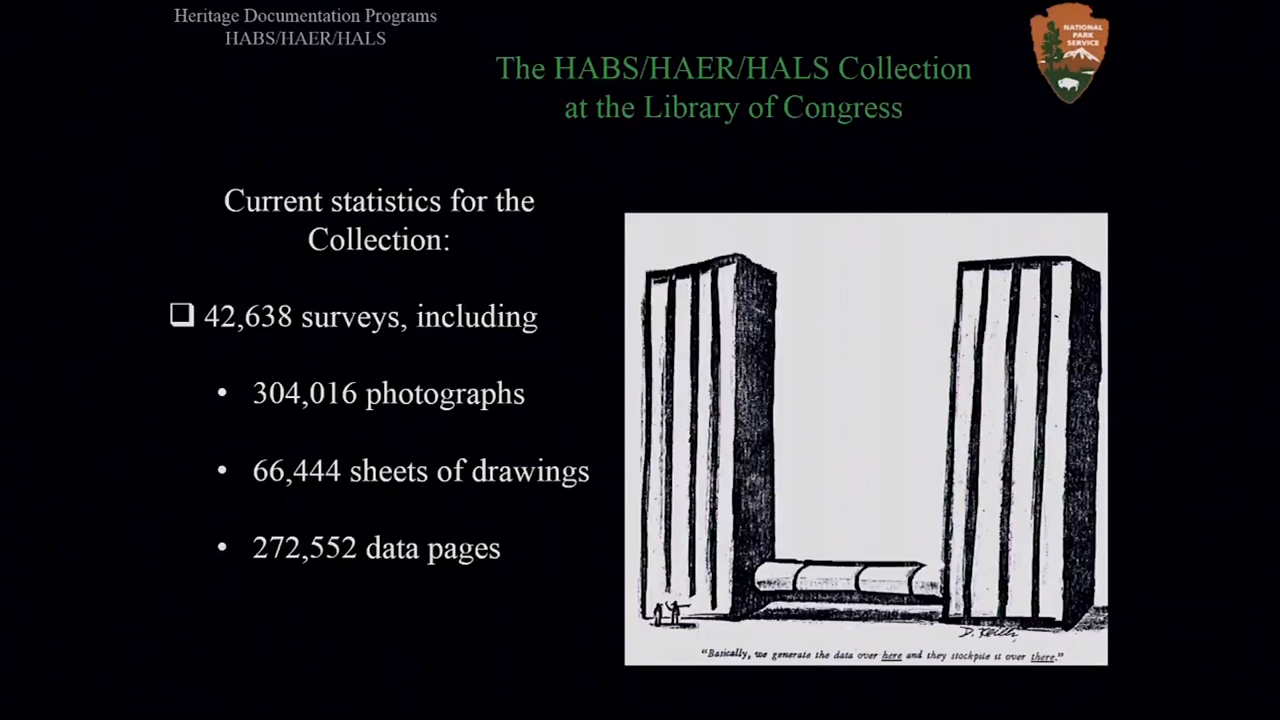 Heritage Documentation Programs
HABS/HAER/HALS
NATIONAL
PARK
SERVICE
The HABS/HAER/HALS Collection
at the Library of Congress
Current statistics for the
Collection:
❑ 42,638 surveys, including
• 304,016 photographs
• 66,444 sheets of drawings
• 272,552 data pages
"Basically, we generate the data over here and they stockpile it over there."